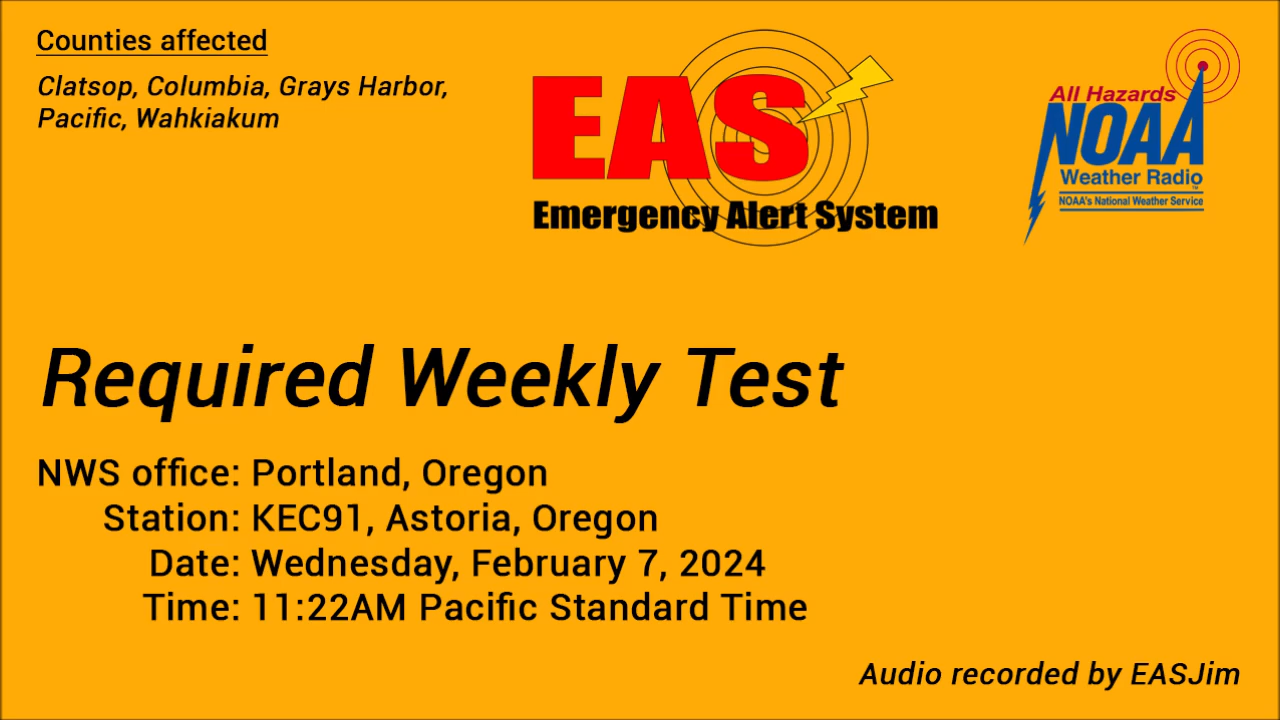 Counties affected
Clatsop, Columbia, Grays Harbor,
Pacific, Wahkiakum
EAS
Emergency Alert System
All Hazards
NOAA
Weather Radio
TM
NOAA's National Weather Service
Required Weekly Test
NWS office: Portland, Oregon
Station: KEC91, Astoria, Oregon
Date: Wednesday, February 7, 2024
Time: 11:22AM Pacific Standard Time
Audio recorded by EASJim